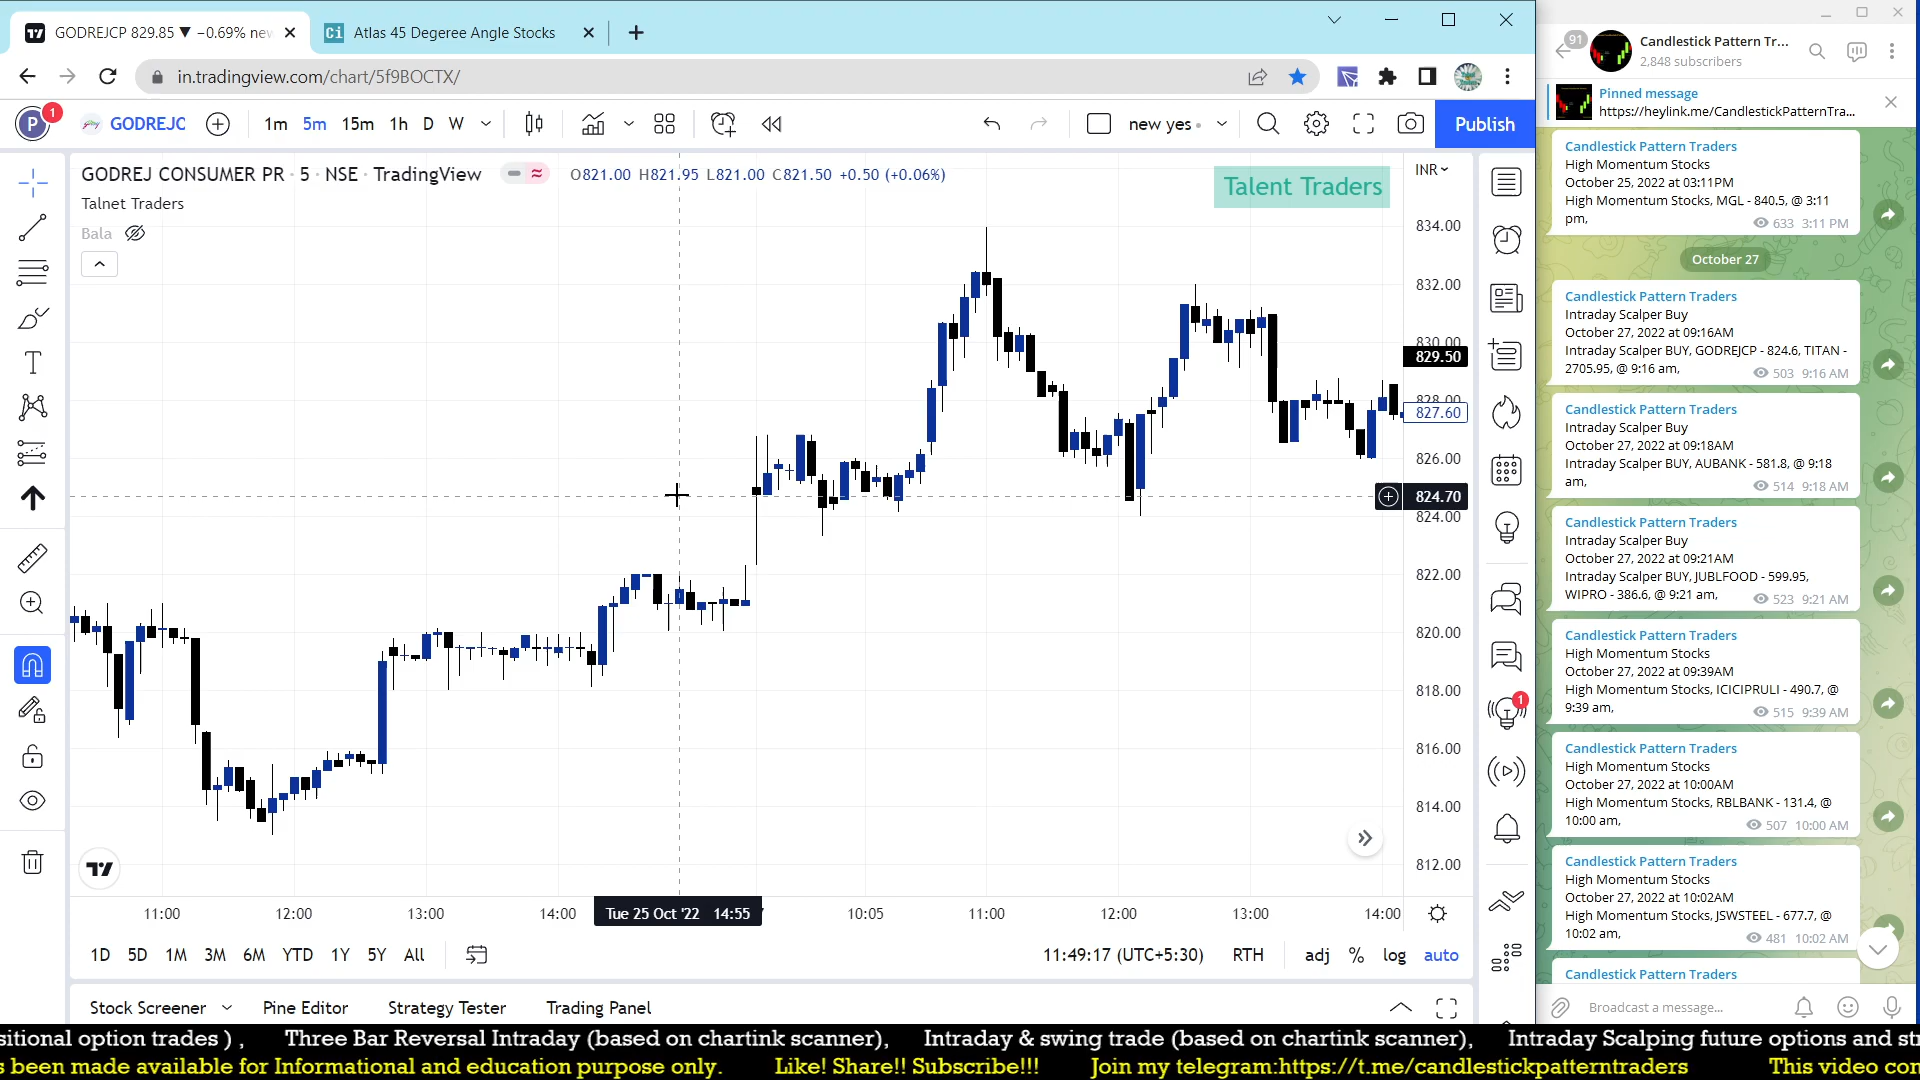 GODREJCP 829.85 ▼ −0.69% new
Atlas 45 Degeree Angle Stocks
in.tradingview.com/chart/5f9BOCTX/
P
1
GODREJC
1m 5m 15m 1h D W
new yes
Publish
GODREJ CONSUMER PR · 5 · NSE · TradingView
O821.00 H821.95 L821.00 C821.50 +0.50 (+0.06%)
Talnet Traders
Bala
Talent Traders
INR
834.00
832.00
830.00
829.50
828.00
827.60
826.00
824.70
824.00
822.00
820.00
818.00
816.00
814.00
812.00
11:00 12:00 13:00 14:00 Tue 25 Oct '22 14:55 10:05 11:00 12:00 13:00 14:00
1D 5D 1M 3M 6M YTD 1Y 5Y All
11:49:17 (UTC+5:30) RTH adj % log auto
Stock Screener Pine Editor Strategy Tester Trading Panel
1
91
Candlestick Pattern Tr...
2,848 subscribers
Pinned message
https://heylink.me/CandlestickPatternTra...
Candlestick Pattern Traders
High Momentum Stocks
October 25, 2022 at 03:11PM
High Momentum Stocks, MGL - 840.5, @ 3:11
pm,
633 3:11 PM
October 27
Candlestick Pattern Traders
Intraday Scalper Buy
October 27, 2022 at 09:16AM
Intraday Scalper BUY, GODREJCP - 824.6, TITAN -
2705.95, @ 9:16 am,
503 9:16 AM
Candlestick Pattern Traders
Intraday Scalper Buy
October 27, 2022 at 09:18AM
Intraday Scalper BUY, AUBANK - 581.8, @ 9:18
am,
514 9:18 AM
Candlestick Pattern Traders
Intraday Scalper Buy
October 27, 2022 at 09:21AM
Intraday Scalper BUY, JUBLFOOD - 599.95,
WIPRO - 386.6, @ 9:21 am,
523 9:21 AM
Candlestick Pattern Traders
High Momentum Stocks
October 27, 2022 at 09:39AM
High Momentum Stocks, ICICIPRULI - 490.7, @
9:39 am,
515 9:39 AM
Candlestick Pattern Traders
High Momentum Stocks
October 27, 2022 at 10:00AM
High Momentum Stocks, RBLBANK - 131.4, @
10:00 am,
507 10:00 AM
Candlestick Pattern Traders
High Momentum Stocks
October 27, 2022 at 10:02AM
High Momentum Stocks, JSWSTEEL - 677.7, @
10:02 am,
481 10:02 AM
Candlestick Pattern Traders
Broadcast a message...
sitional option trades ) , Three Bar Reversal Intraday (based on chartink scanner), Intraday & swing trade (based on chartink scanner), Intraday Scalping future options and st
s been made available for Informational and education purpose only. Like! Share!! Subscribe!!! Join my telegram:https://t.me/candlestickpatterntraders This video con